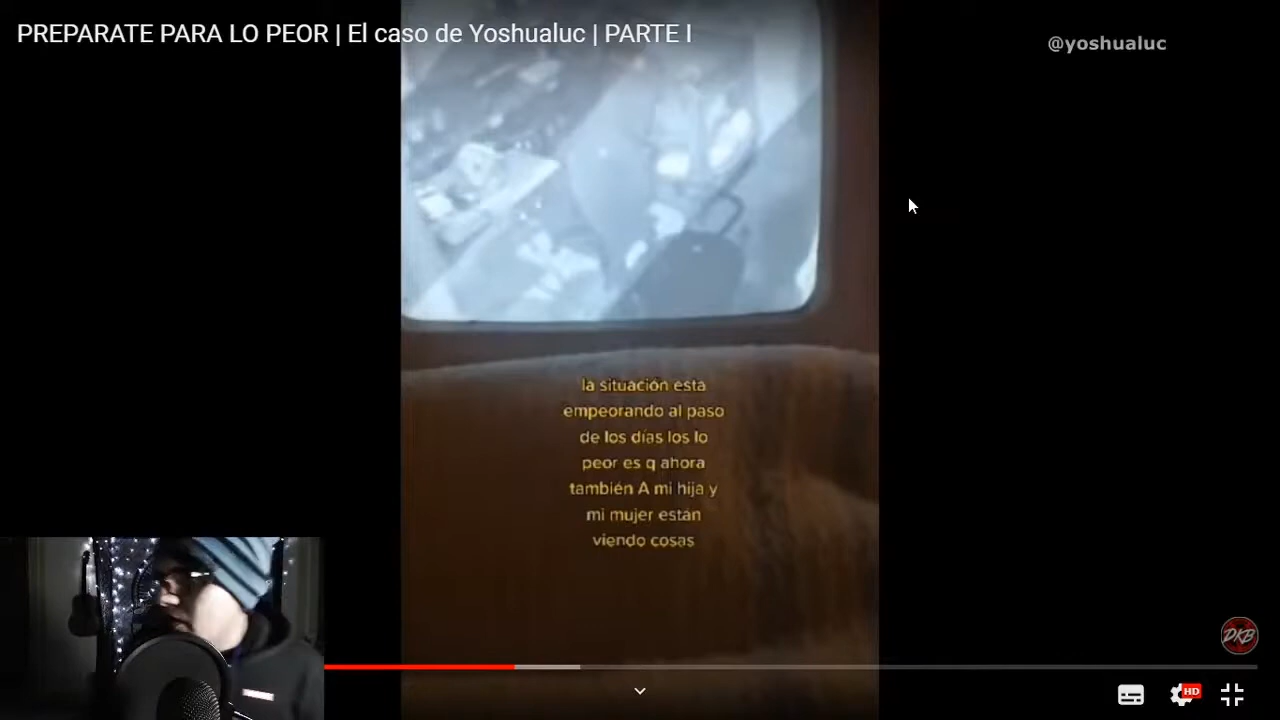 PREPARATE PARA LO PEOR | El caso de Yoshualuc | PARTE I
@yoshualuc
la situación esta
empeorando al paso
de los días los lo
peor es q ahora
también A mi hija y
mi mujer están
viendo cosas
DKB
HD